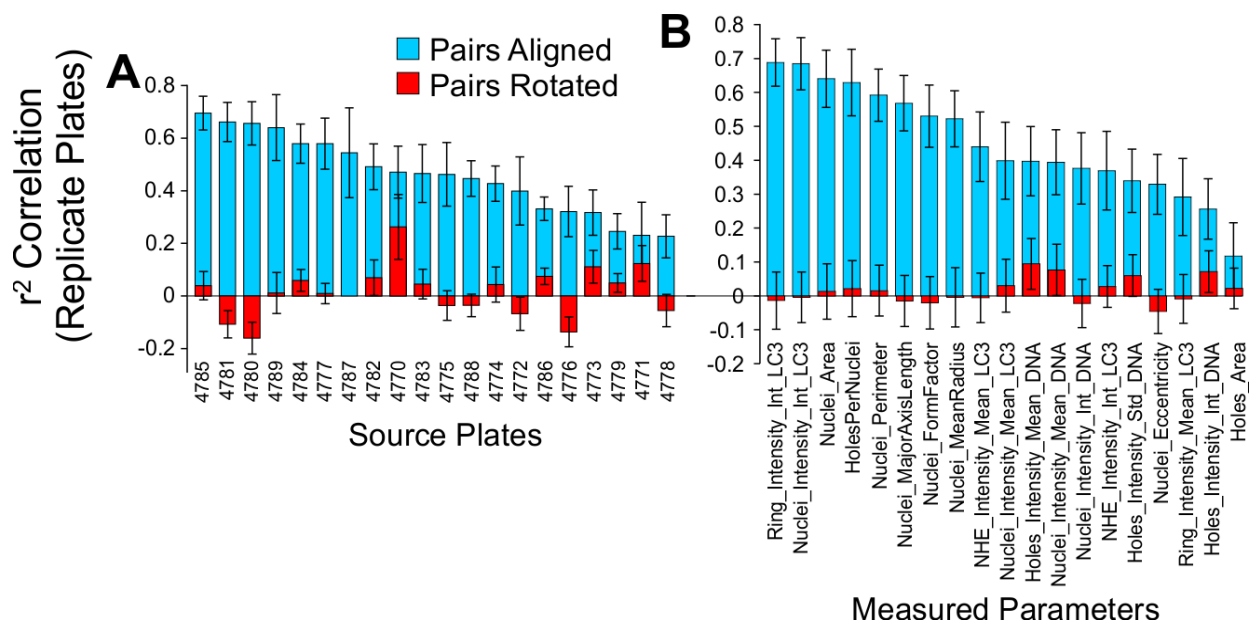 A
Pairs Aligned
Pairs Rotated
r² Correlation
(Replicate Plates)
0.8
0.6
0.4
0.2
0
-0.2
4785
4781
4780
4789
4784
4777
4787
4782
4770
4783
4775
4788
4774
4772
4786
4776
4773
4779
4771
4778
Source Plates
B
0.8
0.7
0.6
0.5
0.4
0.3
0.2
0.1
0
-0.1
-0.2
Ring_Intensity_Int_LC3
Nuclei_Intensity_Int_LC3
Nuclei_Area
HolesPerNuclei
Nuclei_Perimeter
Nuclei_MajorAxisLength
Nuclei_FormFactor
Nuclei_MeanRadius
NHE_Intensity_Mean_LC3
Nuclei_Intensity_Mean_LC3
Holes_Intensity_Mean_DNA
Nuclei_Intensity_Mean_DNA
Nuclei_Intensity_Int_DNA
NHE_Intensity_Int_LC3
Holes_Intensity_Std_DNA
Nuclei_Eccentricity
Ring_Intensity_Mean_LC3
Holes_Intensity_Int_DNA
Holes_Area
Measured Parameters